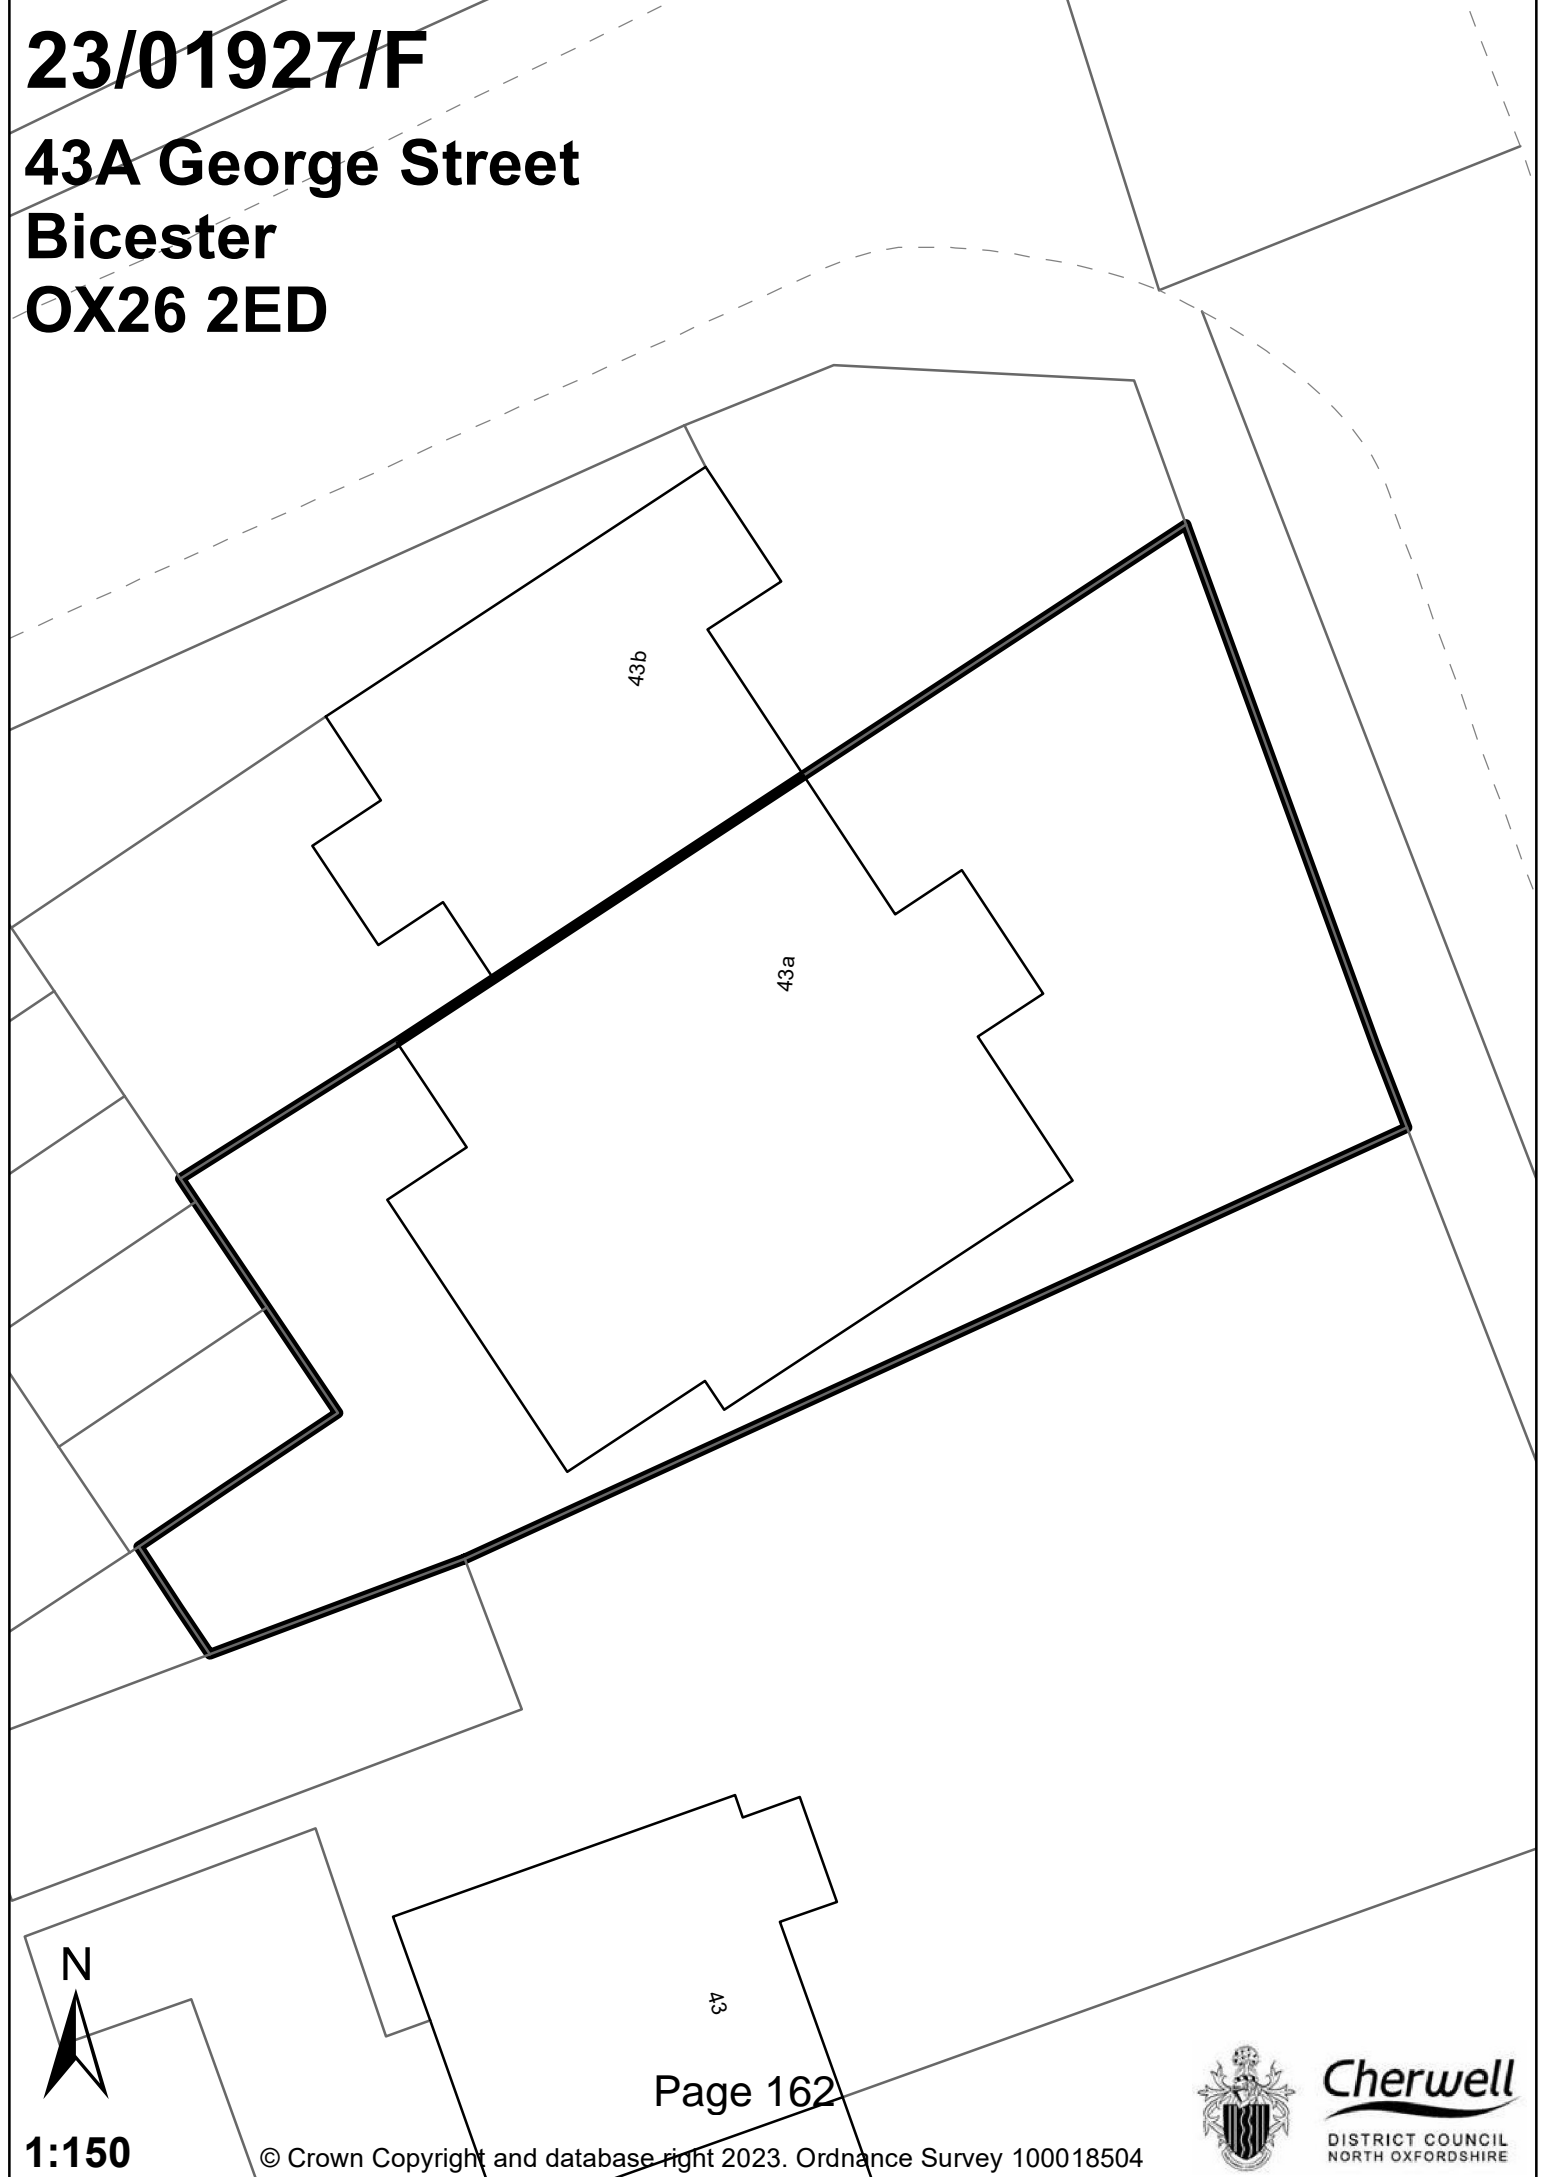 23/01927/F
43A George Street
Bicester
OX26 2ED
43b
43a
43
N
Page 162
1:150
© Crown Copyright and database right 2023. Ordnance Survey 100018504
Cherwell
DISTRICT COUNCIL
NORTH OXFORDSHIRE